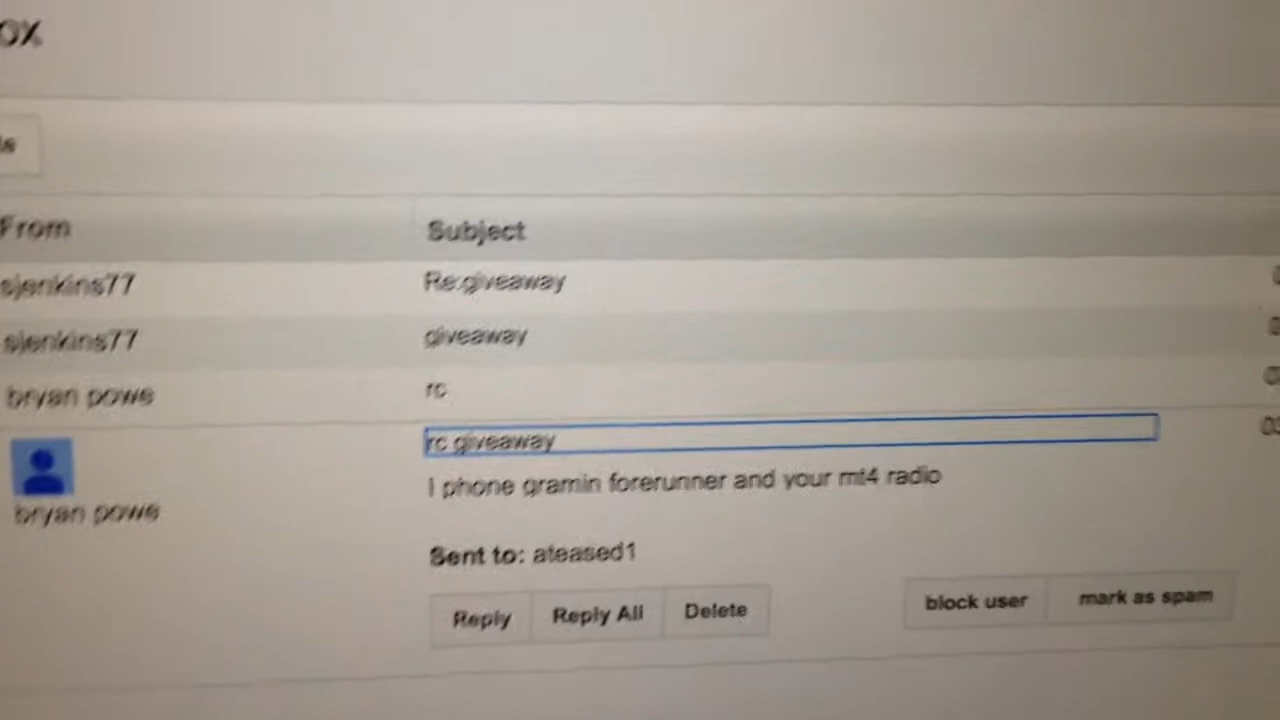 From Subject
sjenkins77 Re:giveaway
sjenkins77 giveaway
bryan powe rc
rc giveaway
I phone gramin forerunner and your mt4 radio
bryan powe
Sent to: ateased1
Reply Reply All Delete block user mark as spam